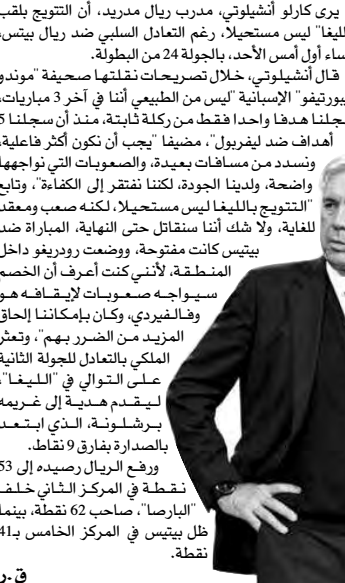 يرى كارلو أنشيلوتي، مدرب ريال مدريد، أن التتويج بلقب
ليغا" ليس مستحيلا، رغم التعادل السلبي ضد ريال بيتس،
ساء أول أمس الأحد، بالجولة 24 من البطولة.
قال أنشيلوتي، خلال تصريحات نقلتها صحيفة "موندو
يبورتيفو" الإسبانية "ليس من الطبيعي أننا في آخر 3 مباريات،
جلنا هدفا واحدا فقط من ركلة ثابتة، منذ أن سجلنا 5
أهداف ضد ليفربول"، مضيفا "يجب أن نكون أكثر فاعلية،
ونسدد من مسافات بعيدة، والصعوبات التي نواجهها
واضحة، ولدينا الجودة، لكننا نفتقر إلى الكفاءة"، وتابع
"التتويج بالليغا ليس مستحيلا، لكنه صعب ومعقد
للغاية، ولا شك أننا سنقاتل حتى النهاية، المباراة ضد
بيتيس كانت مفتوحة، ووضعت رودريغو داخل
المنطقة، لأنني كنت أعرف أن الخصم
سيواجه صعوبات لإيقافه هو
وفالفيردي، وكان بإمكاننا إلحاق
المزيد من الضرر بهم"، وتعثر
الملكي بالتعادل للجولة الثانية
على التوالي في "الليغا"،
ليقدم هدية إلى غريمه
برشلونة، الذي ابتعد
بالصدارة بفارق 9 نقاط.
ورفع الريال رصيده إلى 53
نقطة في المركز الثاني خلف
"البارصا"، صاحب 62 نقطة، بينما
ظل بيتيس في المركز الخامس بـ41
نقطة.
ق.ر